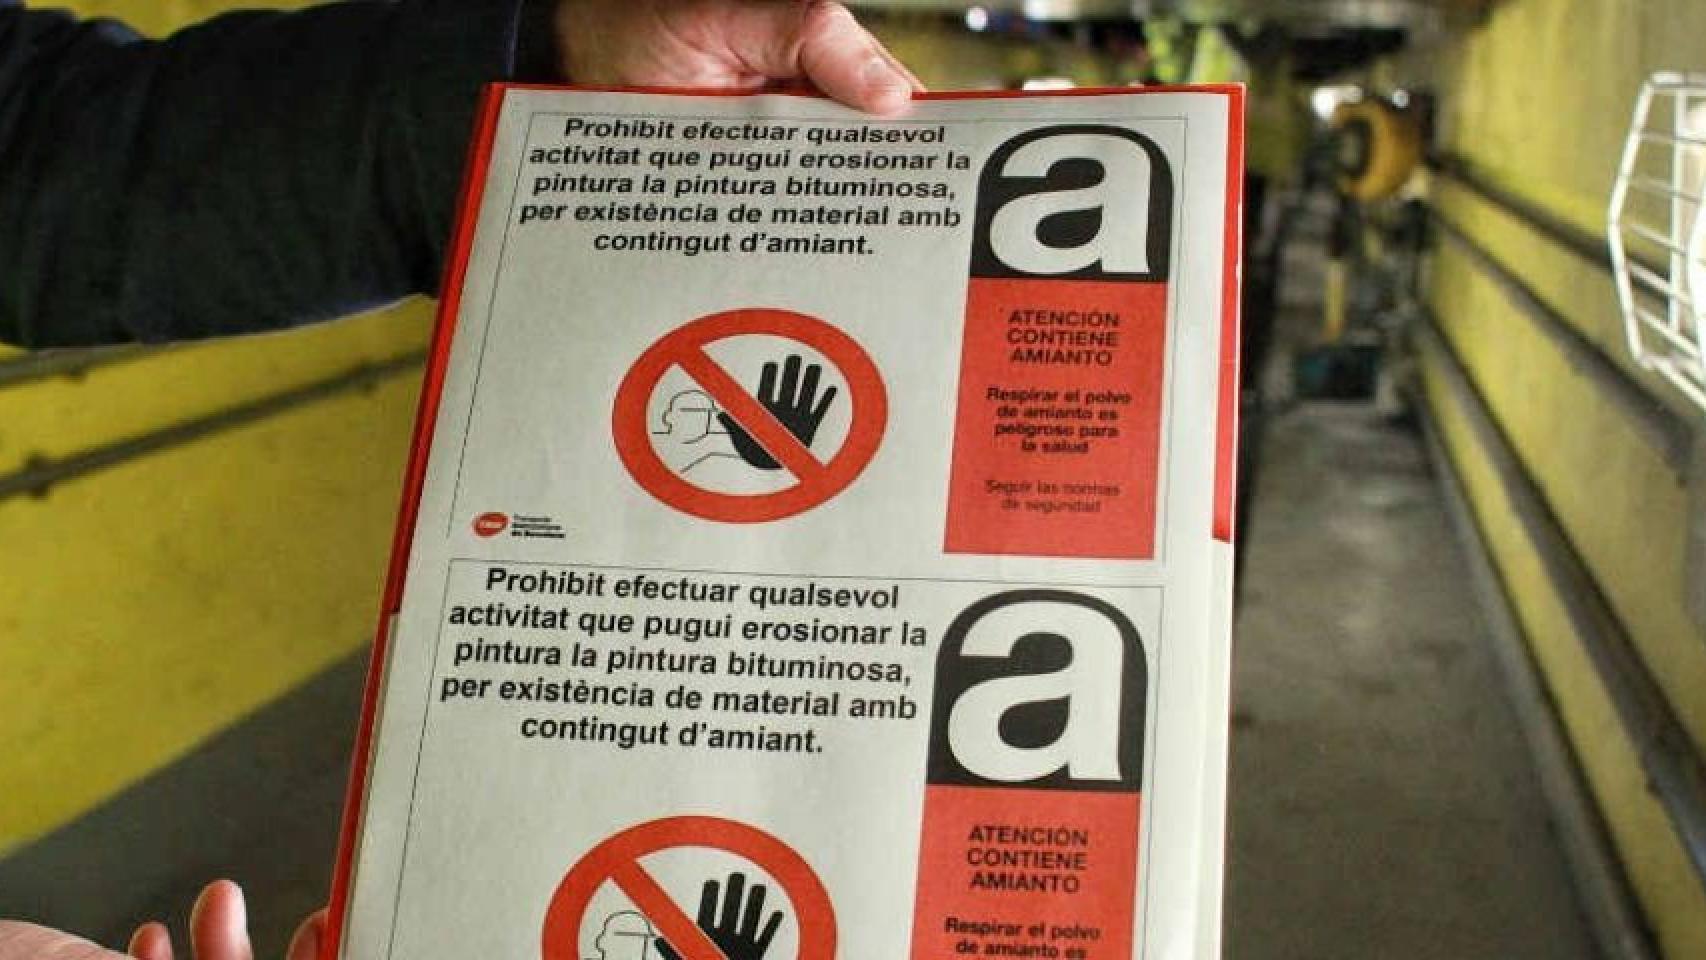 Prohibit efectuar qualsevol
activitat que pugui erosionar la
pintura la pintura bituminosa,
per existència de material amb
contingut d'amiant.
a
ATENCIÓN
CONTIENE
AMIANTO
Respirar el polvo
de amianto es
peligroso para
la salud
Seguir las normas
de seguridad
Prohibit efectuar qualsevol
activitat que pugui erosionar la
pintura la pintura bituminosa,
per existència de material amb
contingut d'amiant.
a
ATENCIÓN
CONTIENE
AMIANTO
Respirar el polvo
de amianto es